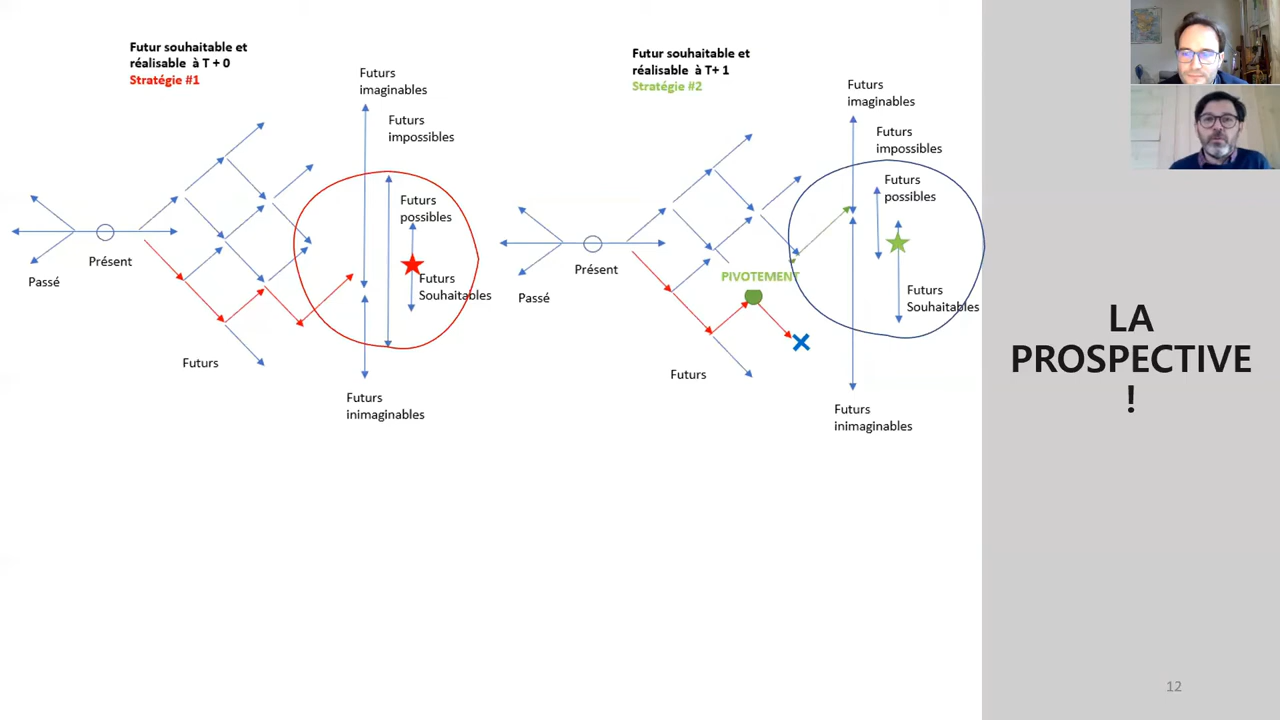 Futur souhaitable et
réalisable à T + 0
Stratégie #1
Futurs
imaginables
Futurs
impossibles
Futurs
possibles
Futurs
Souhaitables
Présent
Passé
Futurs
Futurs
inimaginables
Futur souhaitable et
réalisable à T+ 1
Stratégie #2
Futurs
imaginables
Futurs
impossibles
Futurs
possibles
Futurs
Souhaitables
Présent
PIVOTEMENT
Passé
Futurs
Futurs
inimaginables
LA
PROSPECTIVE
!
12